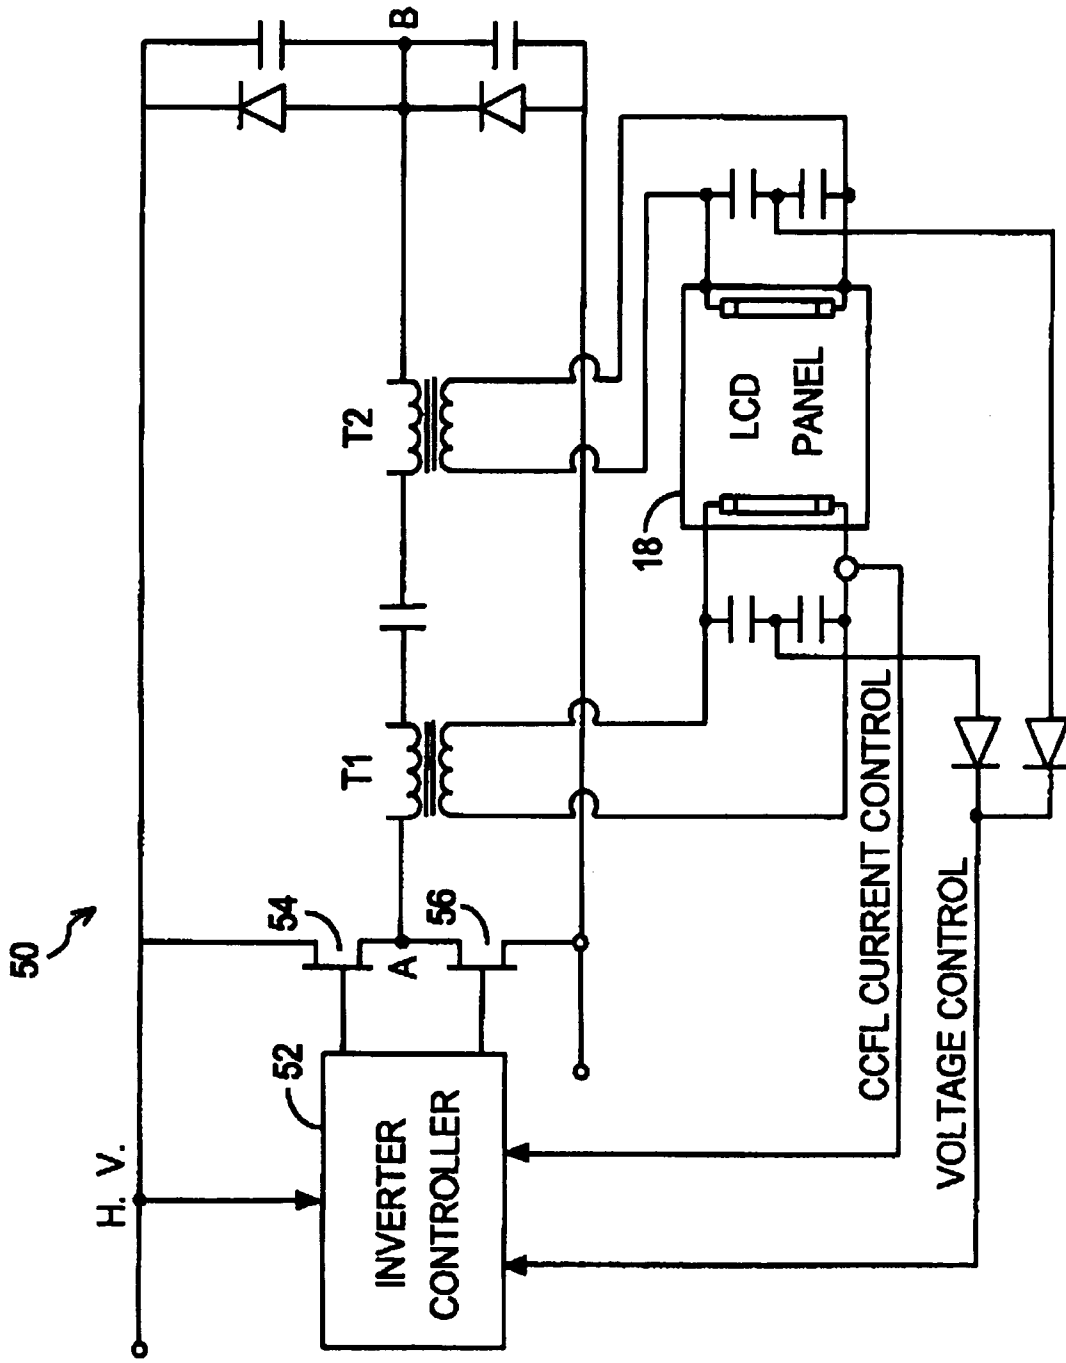 50
H. V.
52
INVERTER
CONTROLLER
54
56
A
T1
T2
B
18
LCD
PANEL
CCFL CURRENT CONTROL
VOLTAGE CONTROL